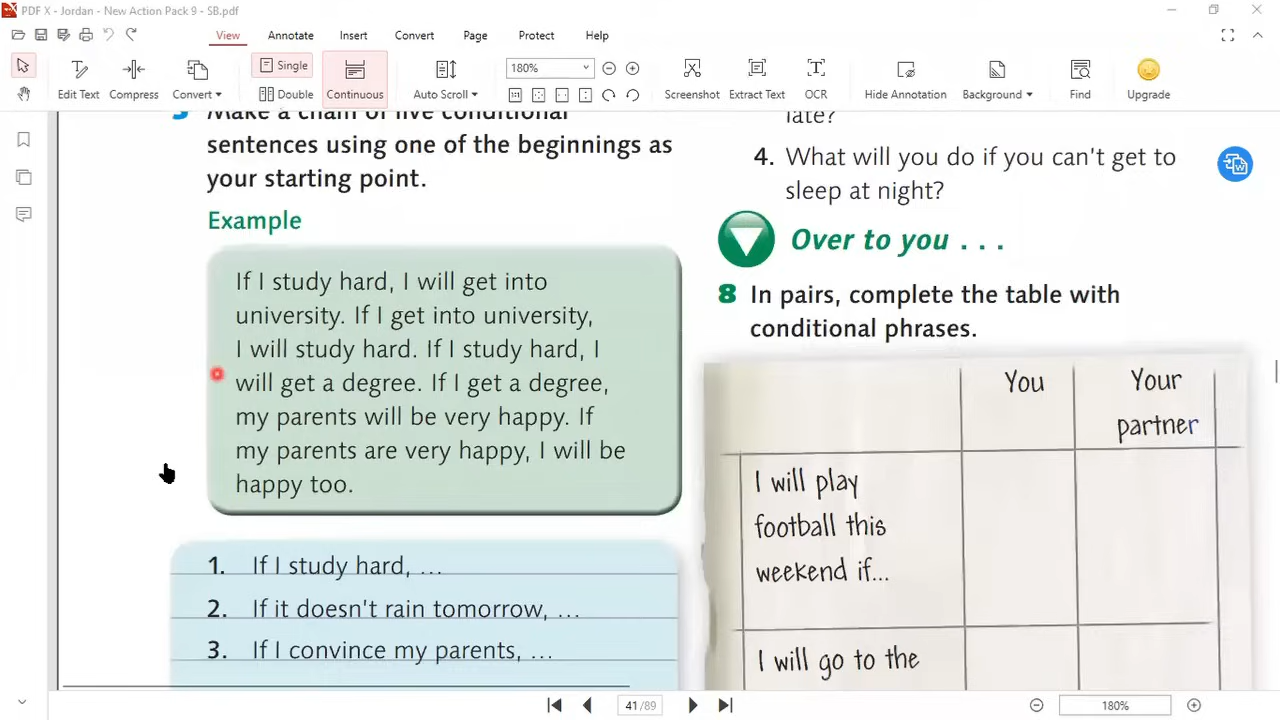 PDF X - Jordan - New Action Pack 9 - SB.pdf
View Annotate Insert Convert Page Protect Help
Edit Text
Compress
Convert
Single
Double
Continuous
Auto Scroll
180%
Screenshot
Extract Text
OCR
Hide Annotation
Background
Find
Upgrade
5 Make a chain of five conditional
sentences using one of the beginnings as
your starting point.
Example
If I study hard, I will get into
university. If I get into university,
I will study hard. If I study hard, I
will get a degree. If I get a degree,
my parents will be very happy. If
my parents are very happy, I will be
happy too.
1. If I study hard, ...
2. If it doesn't rain tomorrow, ...
3. If I convince my parents, ...
late?
4. What will you do if you can't get to
sleep at night?
Over to you . . .
8 In pairs, complete the table with
conditional phrases.
You
Your
partner
I will play
football this
weekend if...
I will go to the
41/89
180%